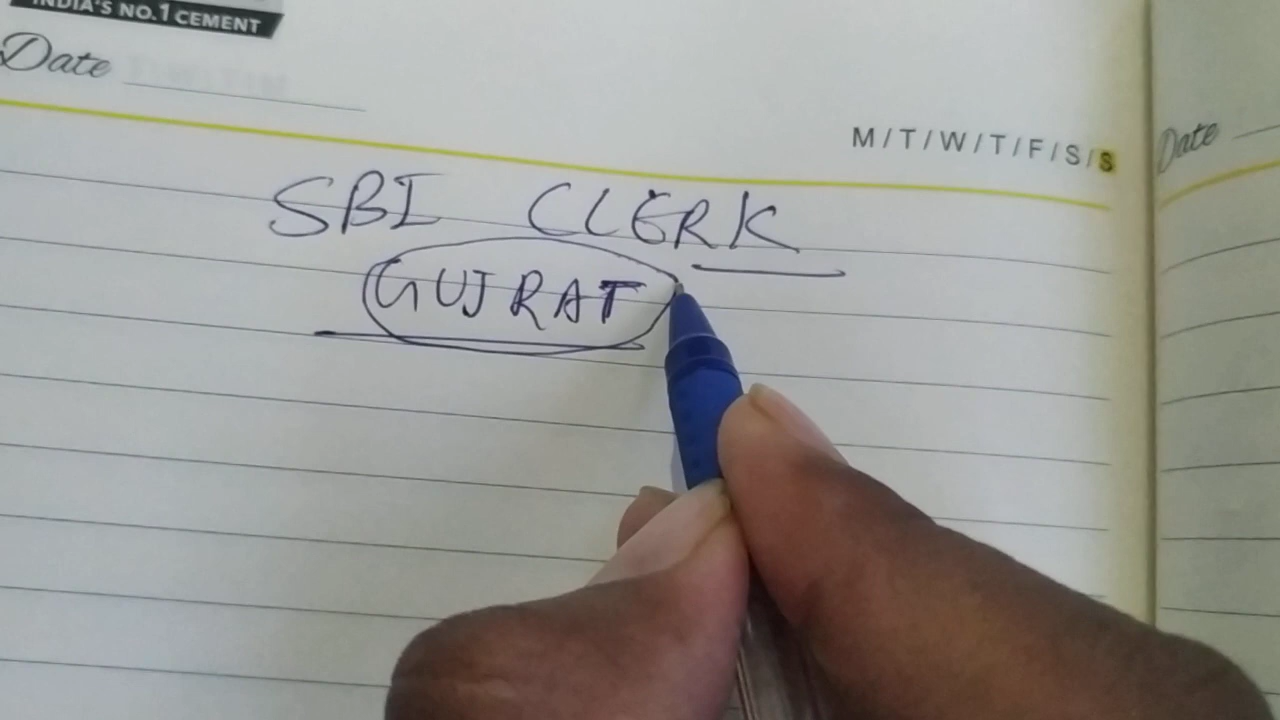 INDIA'S NO.1 CEMENT
Date
M/T/W/T/F/S/S
Date
SBI CLERK
GUJRAT